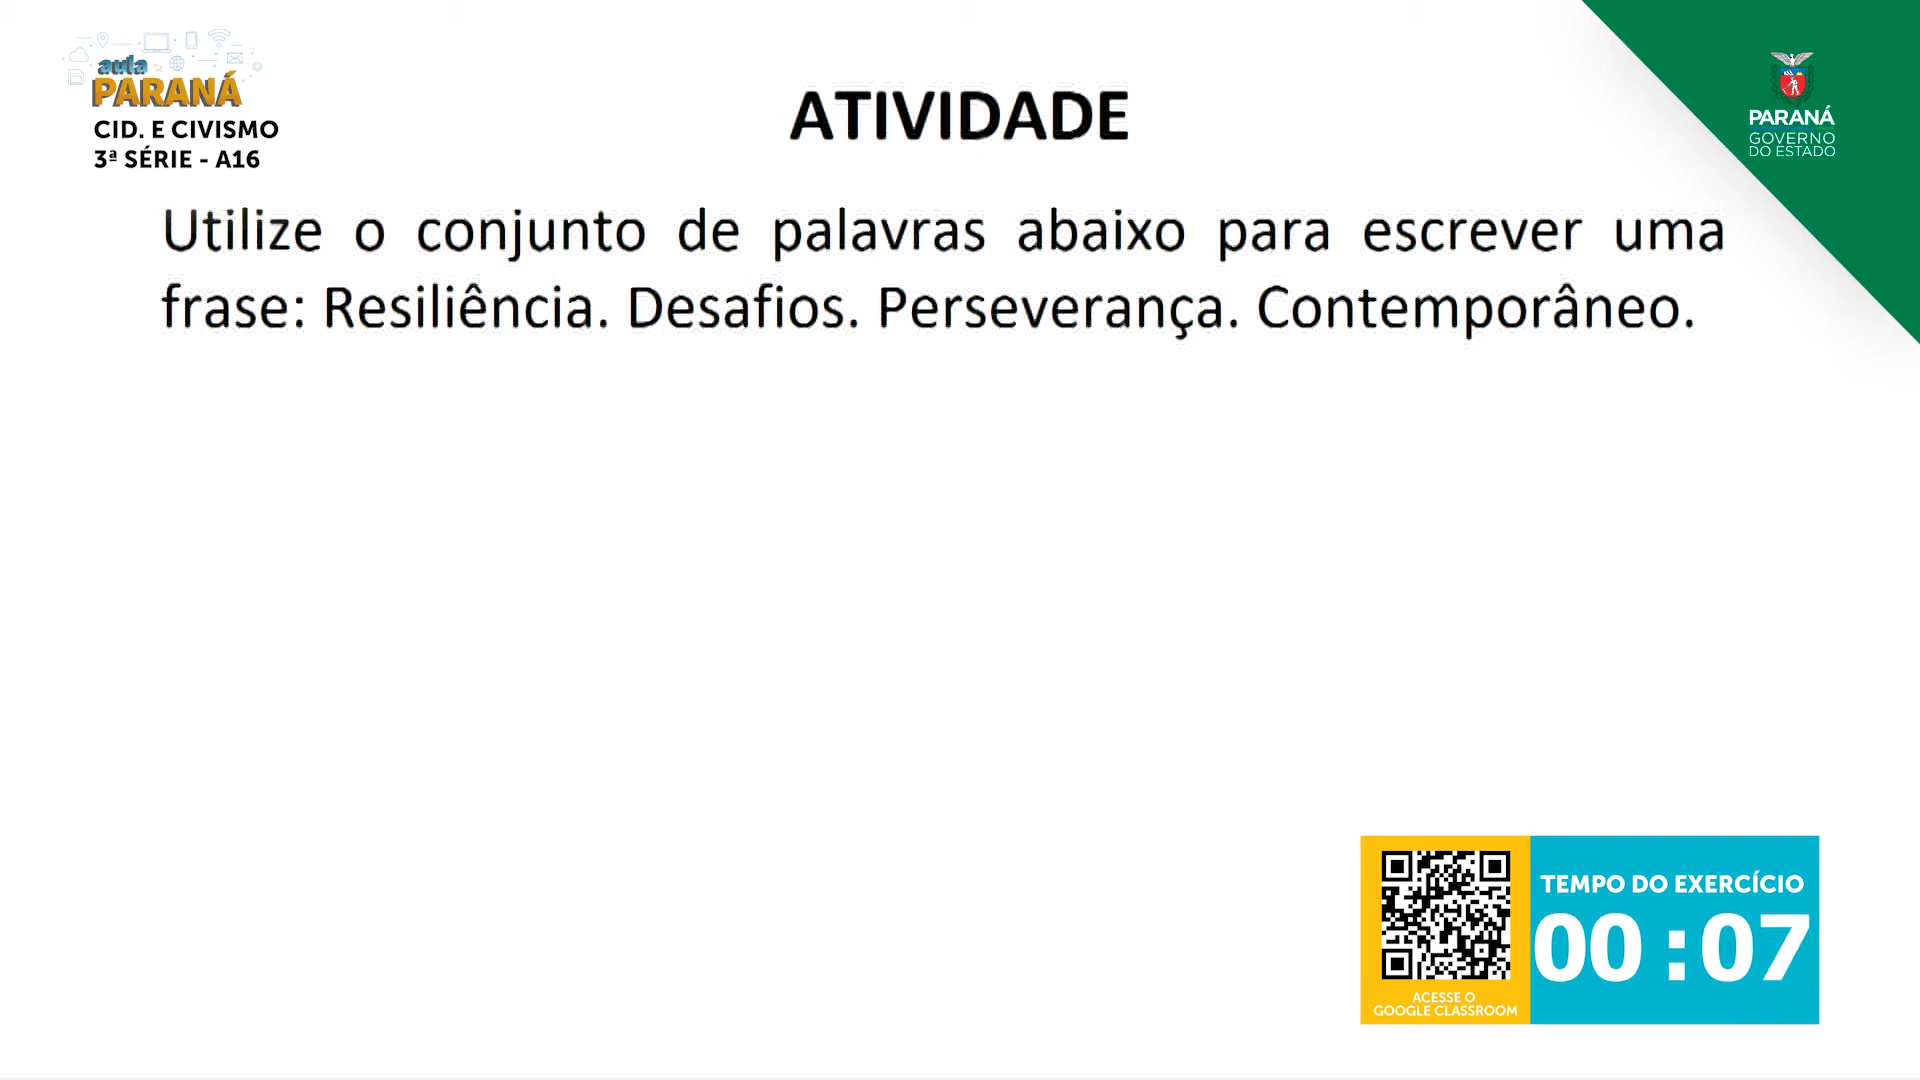 aula
PARANÁ
CID. E CIVISMO
3ª SÉRIE - A16
ATIVIDADE
PARANÁ
GOVERNO
DO ESTADO
Utilize o conjunto de palavras abaixo para escrever uma
frase: Resiliência. Desafios. Perseverança. Contemporâneo.
TEMPO DO EXERCÍCIO
00:07
ACESSE O
GOOGLE CLASSROOM